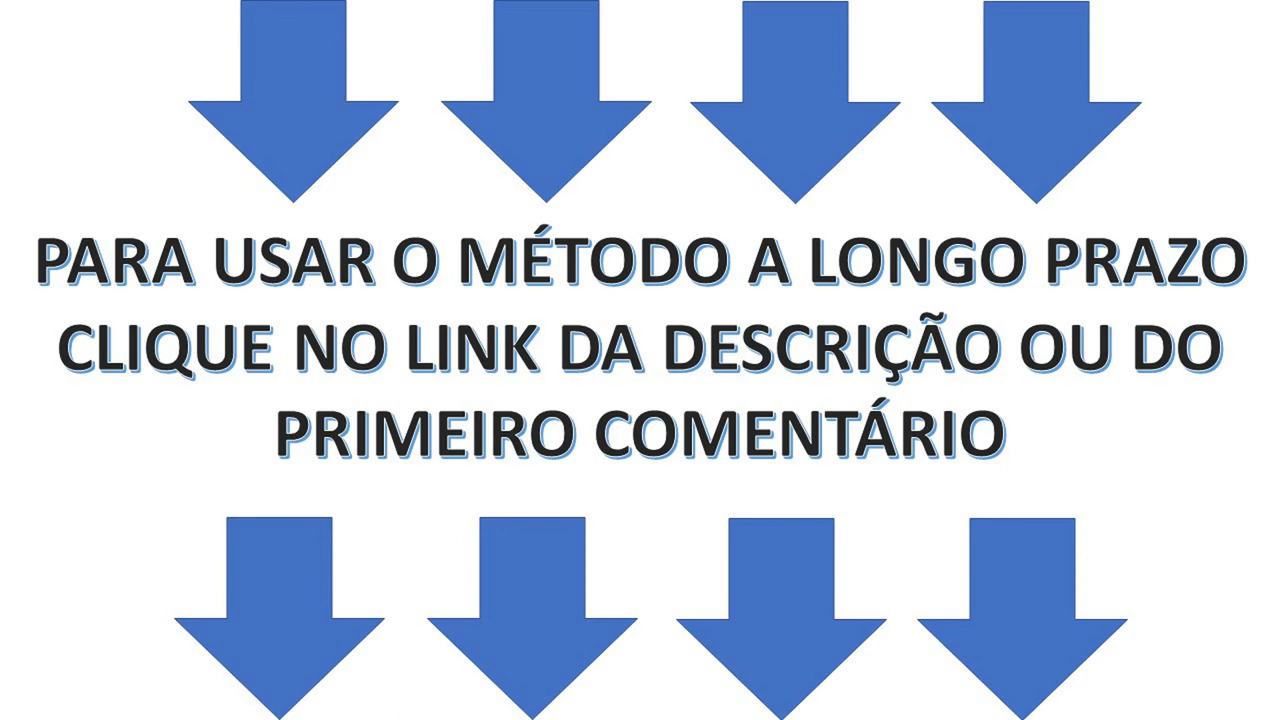 PARA USAR O MÉTODO A LONGO PRAZO
CLIQUE NO LINK DA DESCRIÇÃO OU DO
PRIMEIRO COMENTÁRIO